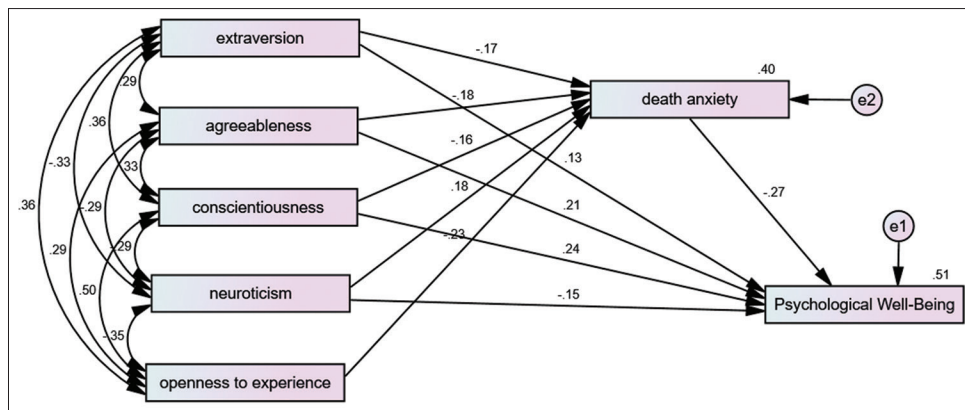 extraversion
-.17
.40
.29
-.18
death anxiety
e2
.36
agreeableness
-.16
.13
-.33
.33
.18
-.27
.36
-.29
conscientiousness
.21
e1
.29
-.29
-.23
.24
.51
.50
neuroticism
-.15
Psychological Well-Being
-.35
openness to experience